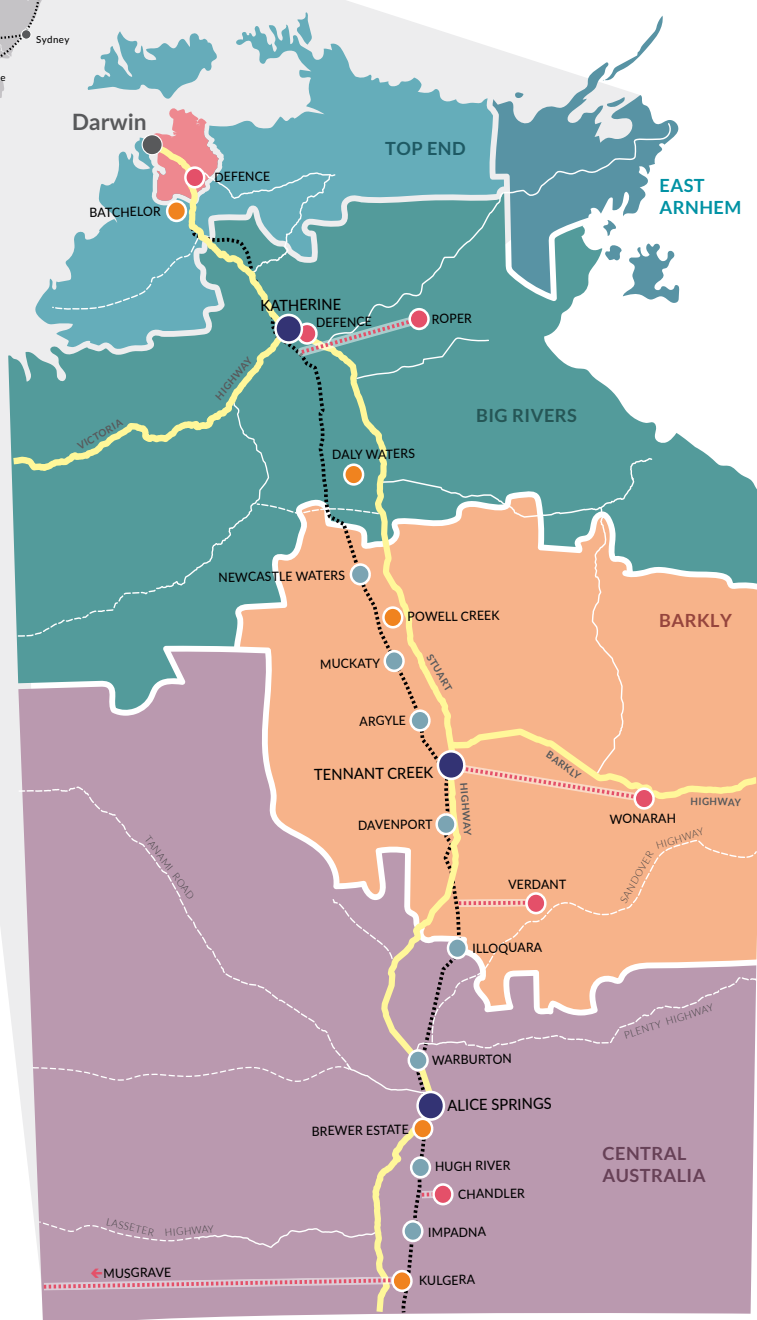 Sydney
e
Darwin
TOP END
DEFENCE
EAST
ARNHEM
BATCHELOR
KATHERINE
DEFENCE
ROPER
HIGHWAY
VICTORIA
BIG RIVERS
DALY WATERS
NEWCASTLE WATERS
POWELL CREEK
BARKLY
MUCKATY
STUART
ARGYLE
BARKLY
TENNANT CREEK
HIGHWAY
HIGHWAY
WONARAH
DAVENPORT
TANAMI ROAD
SANDOVER HIGHWAY
VERDANT
ILLOQUARA
PLENTY HIGHWAY
WARBURTON
ALICE SPRINGS
BREWER ESTATE
CENTRAL
AUSTRALIA
HUGH RIVER
CHANDLER
LASSETER HIGHWAY
IMPADNA
MUSGRAVE
KULGERA